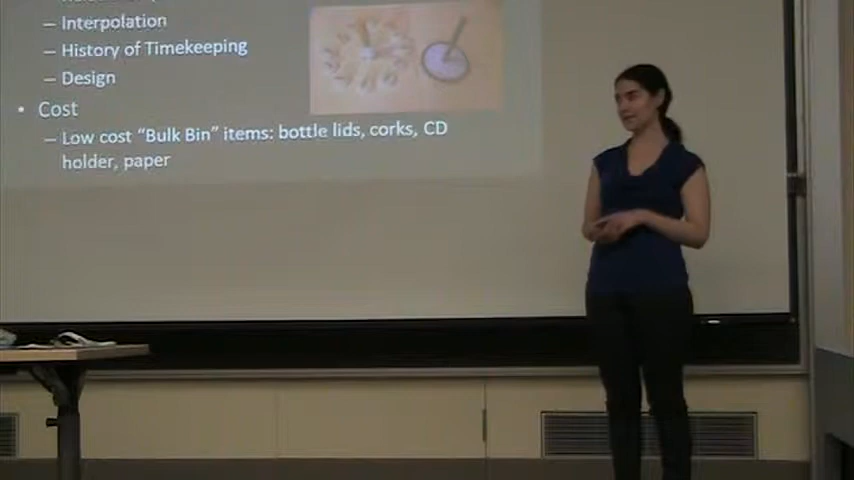 – Interpolation
– History of Timekeeping
– Design
• Cost
– Low cost “Bulk Bin” items: bottle lids, corks, CD
holder, paper